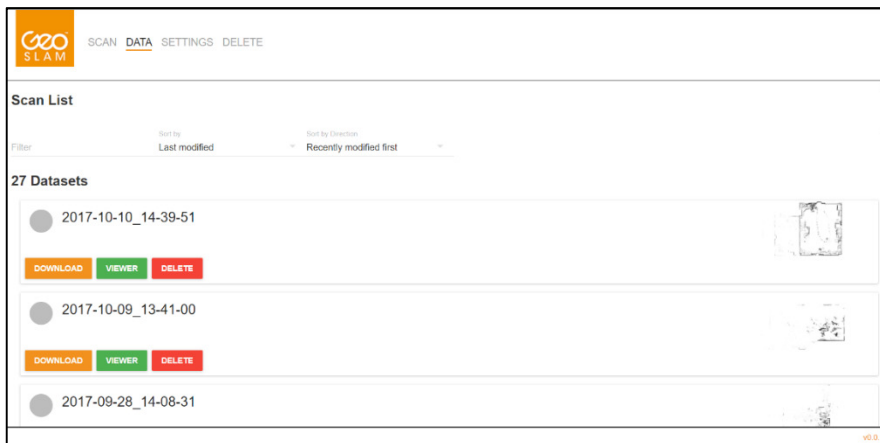 GEO
SLAM
SCAN DATA SETTINGS DELETE
Scan List
Filter
Sort by
Last modified
Sort by Direction
Recently modified first
27 Datasets
2017-10-10_14-39-51
DOWNLOAD VIEWER DELETE
2017-10-09_13-41-00
DOWNLOAD VIEWER DELETE
2017-09-28_14-08-31
v0.0.